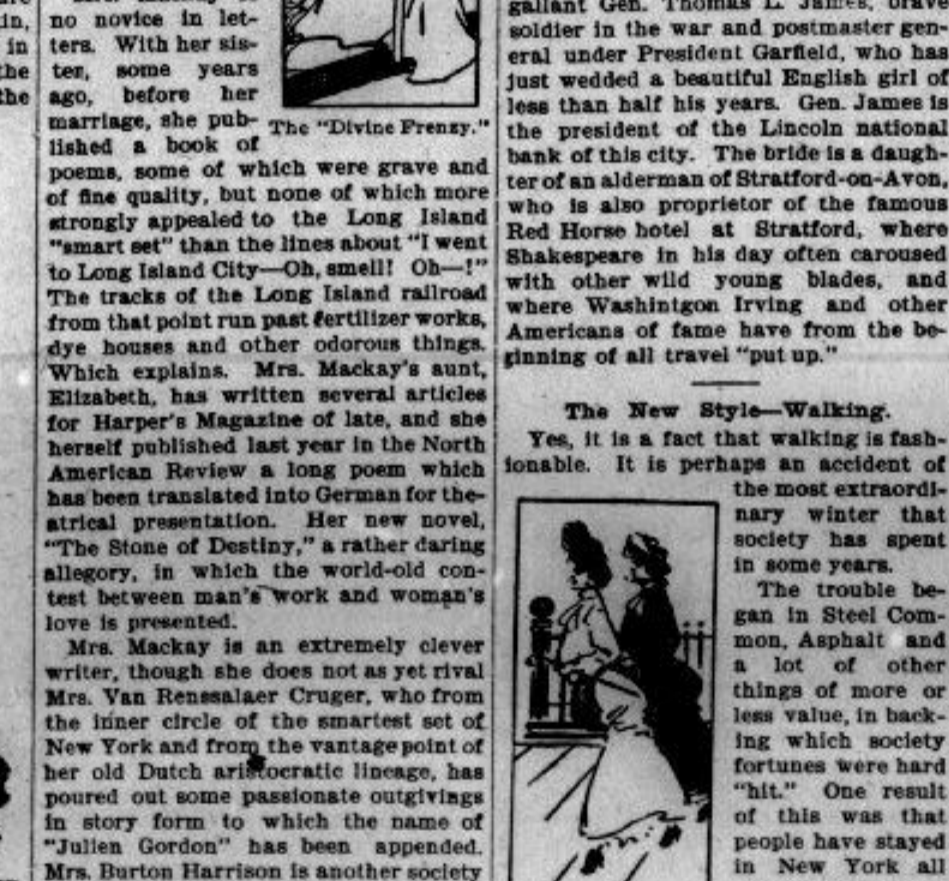 in,
in
the
the
no novice in let-
ters. With her sis-
ter, some years
ago, before her
marriage, she pub-
lished a book of
The "Divine Frenzy."
poems, some of which were grave and
of fine quality, but none of which more
strongly appealed to the Long Island
"smart set" than the lines about "I went
to Long Island City—Oh, smell! Oh—!"
The tracks of the Long Island railroad
from that point run past fertilizer works,
dye houses and other odorous things.
Which explains. Mrs. Mackay's aunt,
Elizabeth, has written several articles
for Harper's Magazine of late, and she
herself published last year in the North
American Review a long poem which
has been translated into German for the-
atrical presentation. Her new novel,
"The Stone of Destiny," a rather daring
allegory, in which the world-old con-
test between man's work and woman's
love is presented.
Mrs. Mackay is an extremely clever
writer, though she does not as yet rival
Mrs. Van Renssalaer Cruger, who from
the inner circle of the smartest set of
New York and from the vantage point of
her old Dutch aristocratic lineage, has
poured out some passionate outgivings
in story form to which the name of
"Julien Gordon" has been appended.
Mrs. Burton Harrison is another society
gallant Gen. Thomas L. James, brave
soldier in the war and postmaster gen-
eral under President Garfield, who has
just wedded a beautiful English girl of
less than half his years. Gen. James is
the president of the Lincoln national
bank of this city. The bride is a daugh-
ter of an alderman of Stratford-on-Avon,
who is also proprietor of the famous
Red Horse hotel at Stratford, where
Shakespeare in his day often caroused
with other wild young blades, and
where Washintgon Irving and other
Americans of fame have from the be-
ginning of all travel "put up."
The New Style—Walking.
Yes, it is a fact that walking is fash-
ionable. It is perhaps an accident of
the most extraordi-
nary winter that
society has spent
in some years.
The trouble be-
gan in Steel Com-
mon, Asphalt and
a lot of other
things of more or
less value, in back-
ing which society
fortunes were hard
"hit." One result
of this was that
people have stayed
in New York all